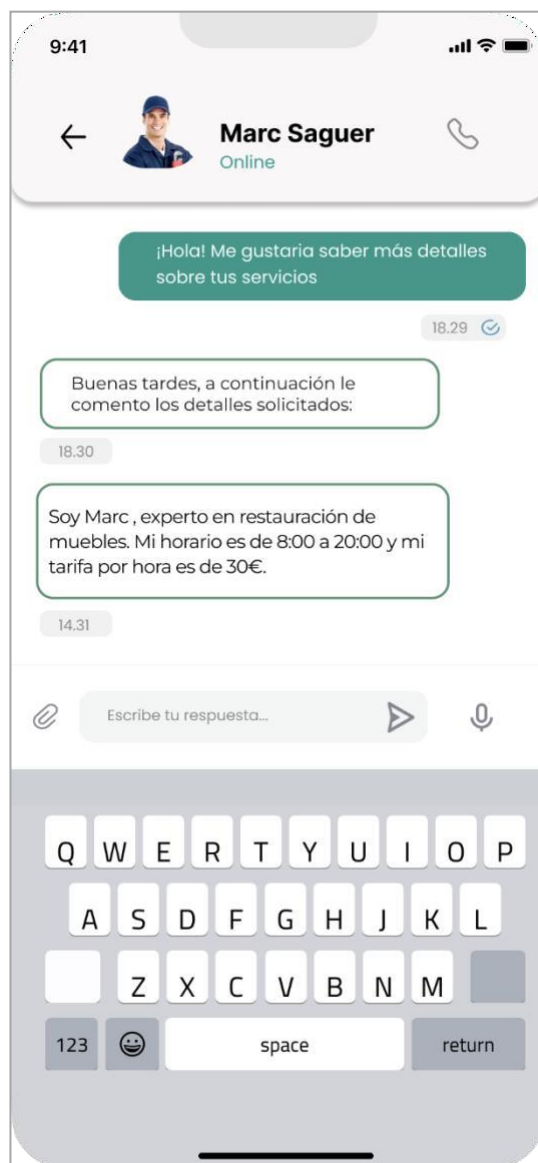 9:41
Marc Saguer
Online
¡Hola! Me gustaria saber más detalles
sobre tus servicios
18.29
Buenas tardes, a continuación le
comento los detalles solicitados:
18.30
Soy Marc , experto en restauración de
muebles. Mi horario es de 8:00 a 20:00 y mi
tarifa por hora es de 30€.
14.31
Escribe tu respuesta...
Q W E R T Y U I O P
A S D F G H J K L
Z X C V B N M
123 space return